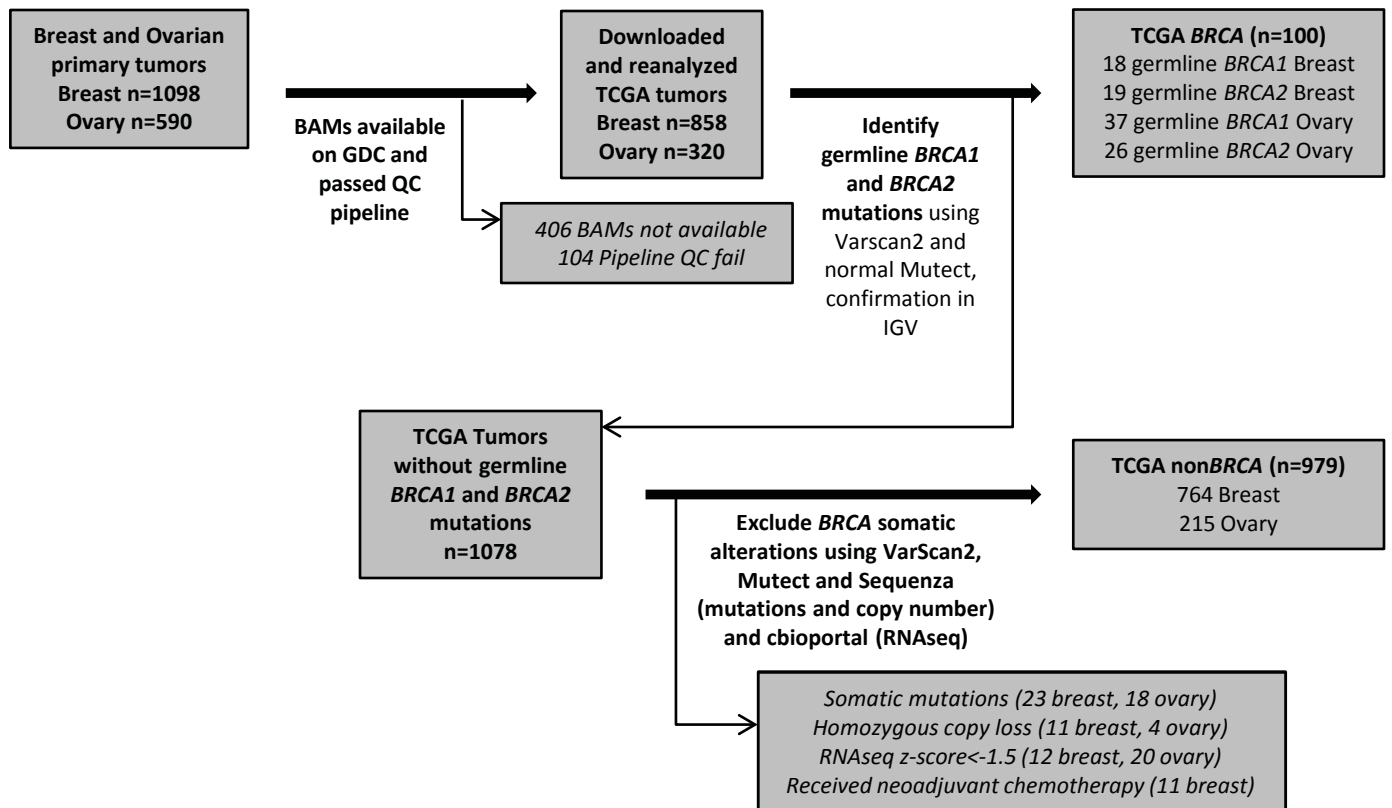 Breast and Ovarian
primary tumors
Breast n=1098
Ovary n=590
BAMs available
on GDC and
passed QC
pipeline
Downloaded
and reanalyzed
TCGA tumors
Breast n=858
Ovary n=320
406 BAMs not available
104 Pipeline QC fail
Identify
germline BRCA1
and BRCA2
mutations using
Varscan2 and
normal Mutect,
confirmation in
IGV
TCGA BRCA (n=100)
18 germline BRCA1 Breast
19 germline BRCA2 Breast
37 germline BRCA1 Ovary
26 germline BRCA2 Ovary
TCGA Tumors
without germline
BRCA1 and BRCA2
mutations
n=1078
Exclude BRCA somatic
alterations using VarScan2,
Mutect and Sequenza
(mutations and copy number)
and cbioportal (RNAseq)
TCGA nonBRCA (n=979)
764 Breast
215 Ovary
Somatic mutations (23 breast, 18 ovary)
Homozygous copy loss (11 breast, 4 ovary)
RNAseq z-score<-1.5 (12 breast, 20 ovary)
Received neoadjuvant chemotherapy (11 breast)